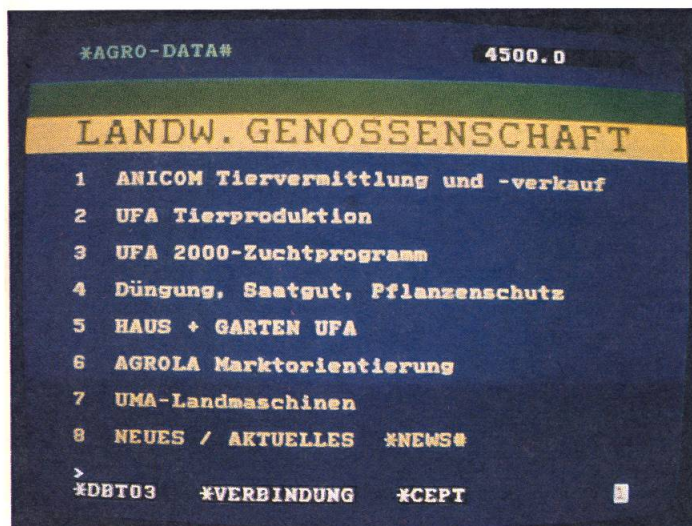 *AGRO-DATA# 4500.0
LANDW. GENOSSENSCHAFT
1 ANICOM Tiervermittlung und -verkauf
2 UFA Tierproduktion
3 UFA 2000-Zuchtprogramm
4 Düngung, Saatgut, Pflanzenschutz
5 HAUS + GARTEN UFA
6 AGROLA Marktorientierung
7 UMA-Landmaschinen
8 NEUES / AKTUELLES *NEWS#
>
*DBT03 *VERBINDUNG *CEPT 1